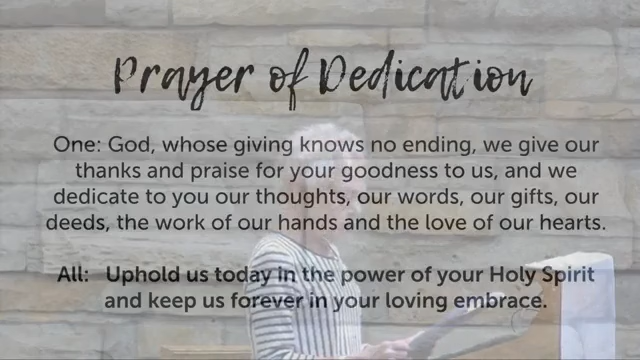 Prayer of Dedication
One: God, whose giving knows no ending, we give our
thanks and praise for your goodness to us, and we
dedicate to you our thoughts, our words, our gifts, our
deeds, the work of our hands and the love of our hearts.
All: Uphold us today in the power of your Holy Spirit
and keep us forever in your loving embrace.